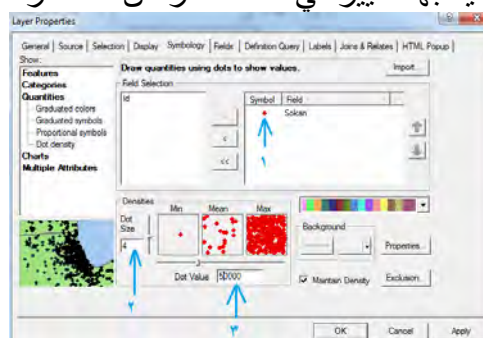 Layer Properties
General | Source | Selection | Display | Symbology | Fields | Definition Query | Labels | Joins & Relates | HTML Popup
Show:
Features
Categories
Quantities
Graduated colors
Graduated symbols
Proportional symbols
Dot density
Charts
Multiple Attributes
Draw quantities using dots to show values.
Import...
Field Selection
Id
<
<<
Symbol Field
Sokan
١
Densities
Dot Size
4
Min Mean Max
Dot Value 50000
٢
٣
Background
Properties...
Maintain Density
Exclusion...
OK Cancel Apply